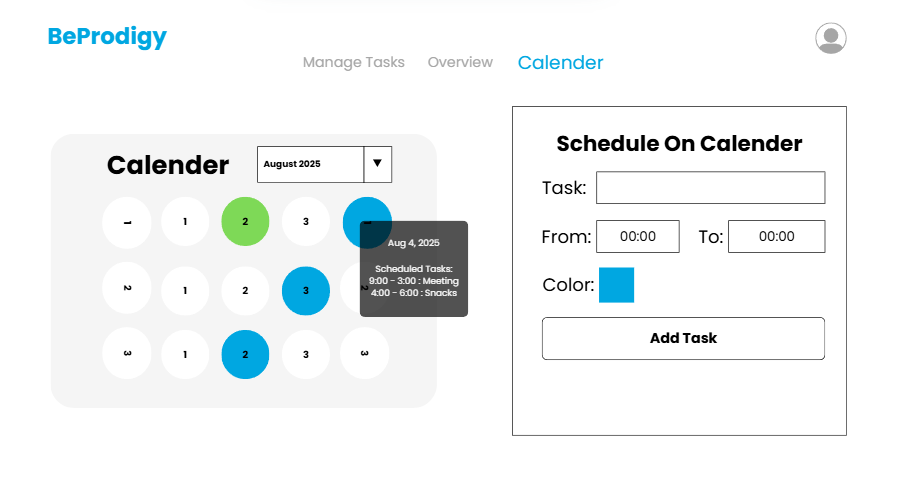 BeProdigy
Manage Tasks Overview Calender
Calender
August 2025 ▼
1 1 2 3
2 1 2 3 2
3 1 2 3 3
Aug 4, 2025
Scheduled Tasks:
9:00 - 3:00 : Meeting
4:00 - 6:00 : Snacks
Schedule On Calender
Task:
From: 00:00 To: 00:00
Color:
Add Task